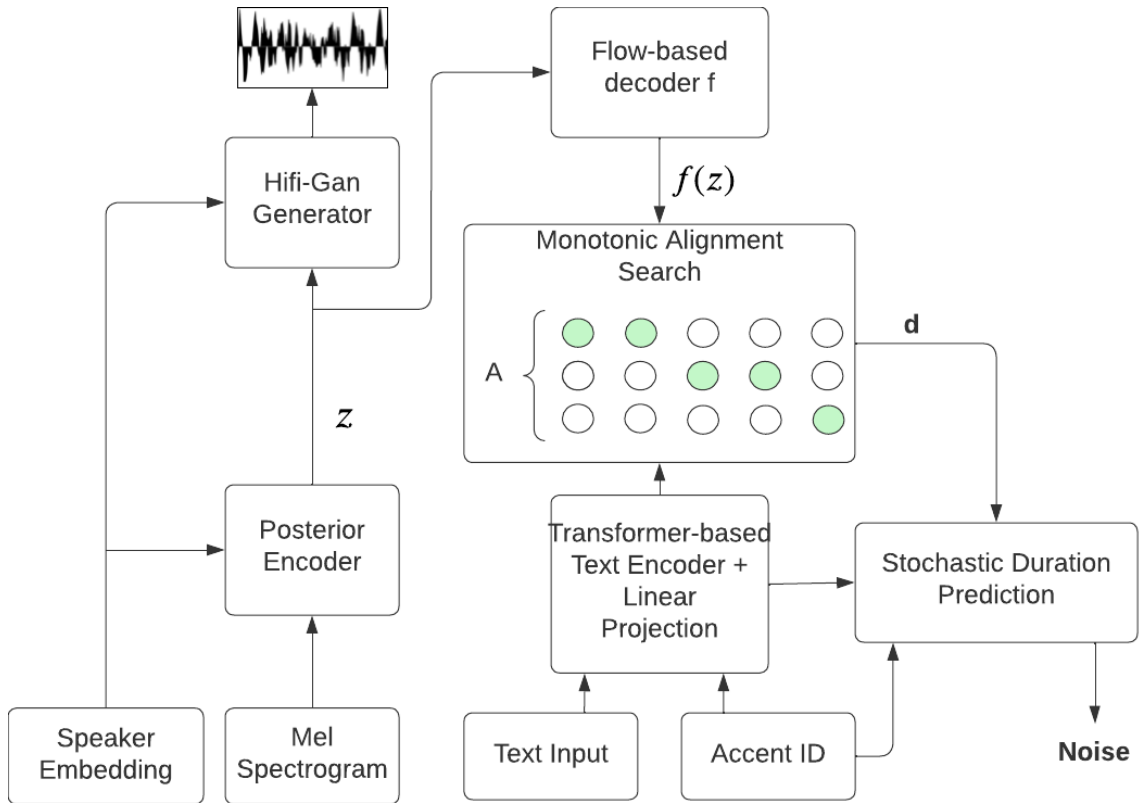 Flow-based
decoder f
Hifi-Gan
Generator
f(z)
Monotonic Alignment
Search
A
d
z
Posterior
Encoder
Transformer-based
Text Encoder +
Linear
Projection
Stochastic Duration
Prediction
Speaker
Embedding
Mel
Spectrogram
Text Input
Accent ID
Noise